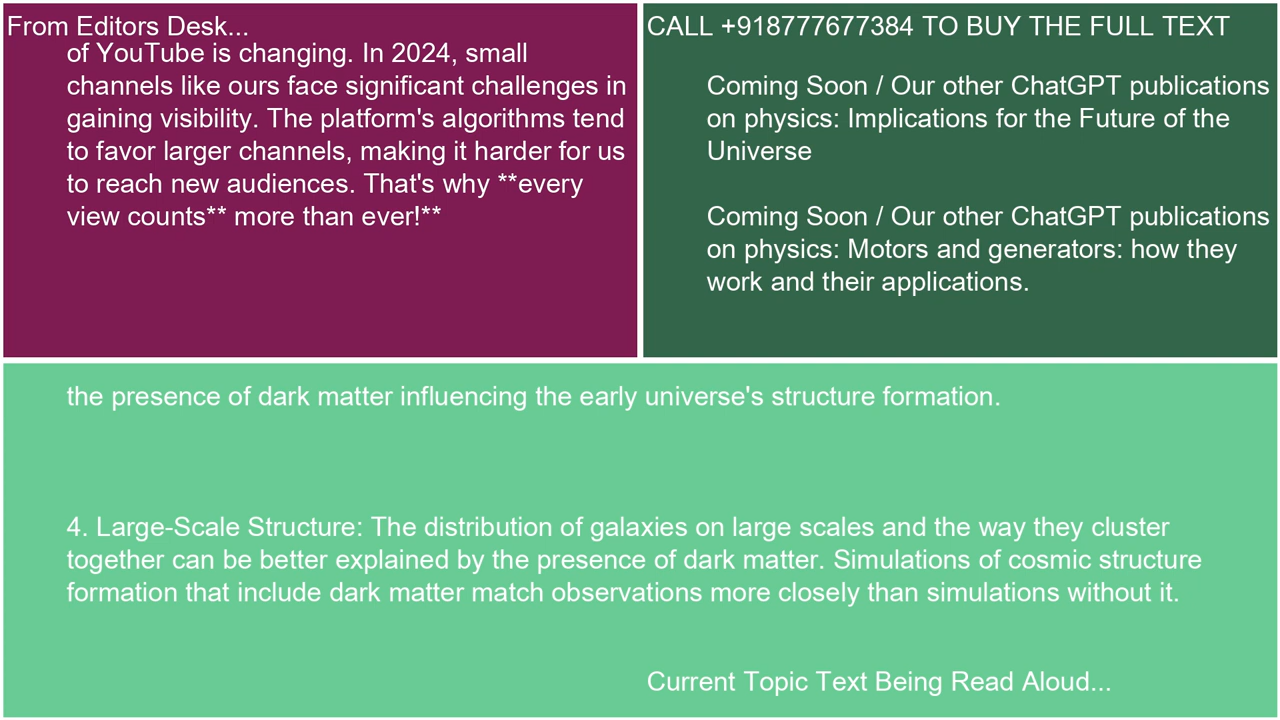 From Editors Desk...
of YouTube is changing. In 2024, small
channels like ours face significant challenges in
gaining visibility. The platform's algorithms tend
to favor larger channels, making it harder for us
to reach new audiences. That's why **every
view counts** more than ever!**
CALL +918777677384 TO BUY THE FULL TEXT
Coming Soon / Our other ChatGPT publications
on physics: Implications for the Future of the
Universe
Coming Soon / Our other ChatGPT publications
on physics: Motors and generators: how they
work and their applications.
the presence of dark matter influencing the early universe's structure formation.
4. Large-Scale Structure: The distribution of galaxies on large scales and the way they cluster
together can be better explained by the presence of dark matter. Simulations of cosmic structure
formation that include dark matter match observations more closely than simulations without it.
Current Topic Text Being Read Aloud...